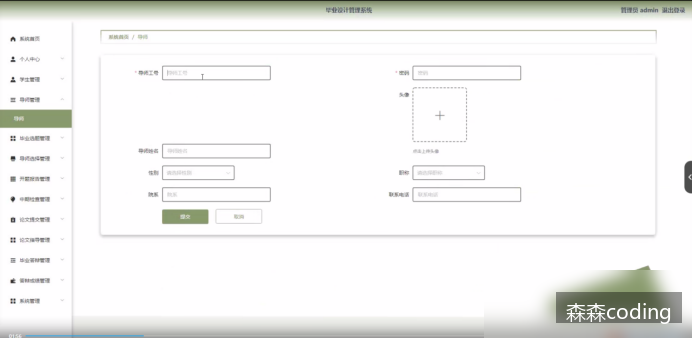 毕业设计管理系统
管理员 admin 退出登录
系统首页
系统首页 / 导师
个人中心
学生管理
导师管理
导师
毕业选题管理
导师选择管理
开题报告管理
中期检查管理
论文提交管理
论文指导管理
毕业答辩管理
答辩成绩管理
系统管理
* 导师工号 导师工号
* 密码 密码
头像
+
点击上传头像
导师姓名 导师姓名
性别 请选择性别
职称 请选择职称
院系 院系
联系电话 联系电话
提交 取消
森森coding